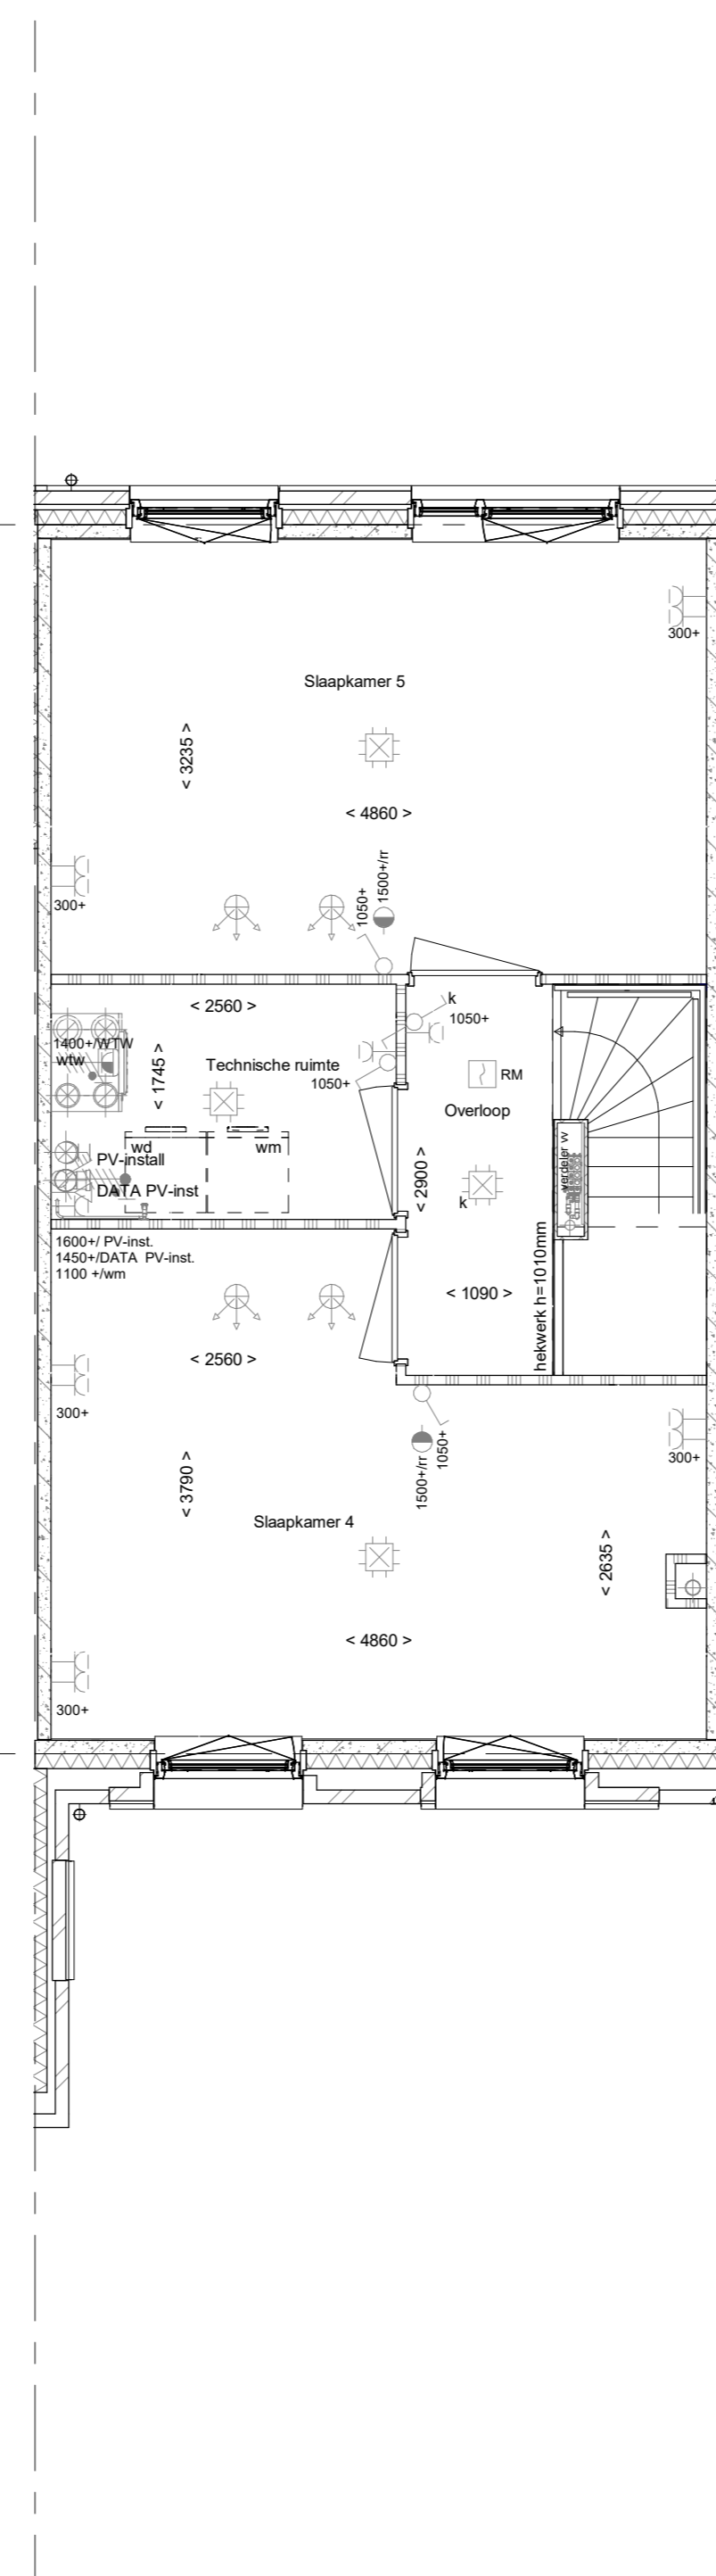 300+
Slaapkamer 5
< 3235 >
< 4860 >
1500+/rr
1050+
300+
< 2560 >
k
1050+
1400+/WTW
wtw
< 1745 >
Technische ruimte
1050+
RM
Overloop
wd
wm
PV-install
DATA PV-inst
< 2900 >
k
verdeler w
1600+/ PV-inst.
1450+/DATA PV-inst.
1100 +/wm
< 1090 >
hekwerk h=1010mm
< 2560 >
300+
1500+/rr
1050+
300+
< 3790 >
Slaapkamer 4
< 2635 >
< 4860 >
300+